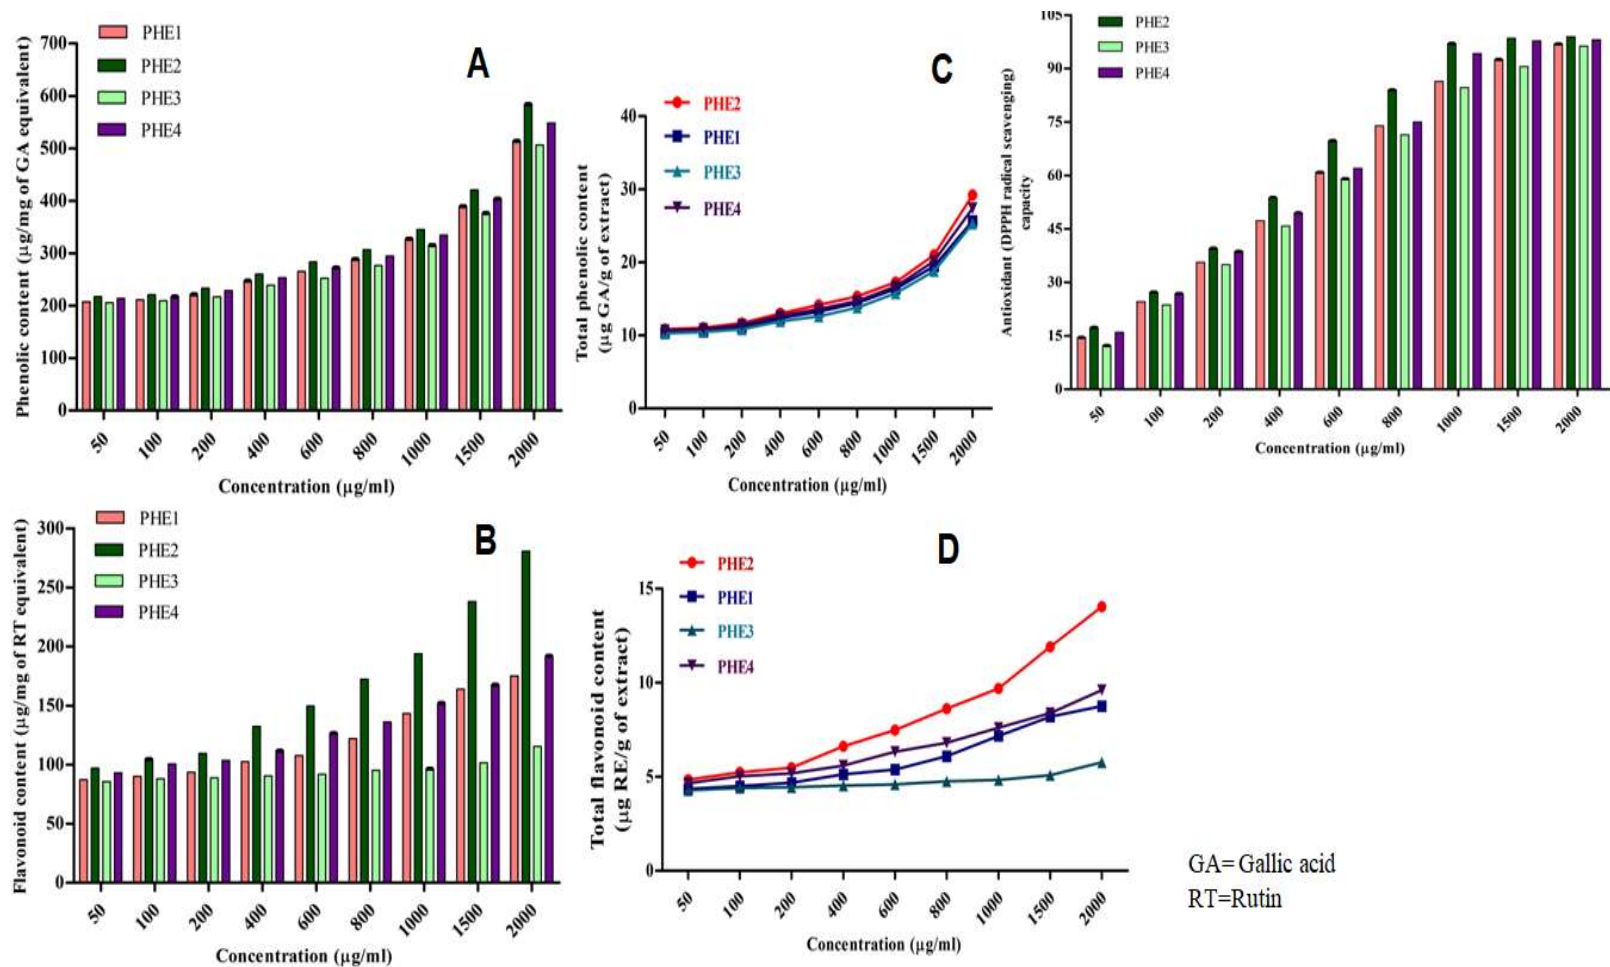 A
PHE1
PHE2
PHE3
PHE4
Phenolic content (µg/mg of GA equivalent)
700
600
500
400
300
200
100
0
50 100 200 400 600 800 1000 1500 2000
Concentration (µg/ml)
C
PHE2
PHE1
PHE3
PHE4
Total phenolic content
(µg GA/g of extract)
40
30
20
10
0
50 100 200 400 600 800 1000 1500 2000
Concentration (µg/ml)
PHE2
PHE3
PHE4
Antioxidant (DPPH radical scavenging)
capacity
105
90
75
60
45
30
15
0
50 100 200 400 600 800 1000 1500 2000
Concentration (µg/ml)
B
PHE1
PHE2
PHE3
PHE4
Flavonoid content (µg/mg of RT equivalent)
300
250
200
150
100
50
0
50 100 200 400 600 800 1000 1500 2000
Concentration (µg/ml)
D
PHE2
PHE1
PHE3
PHE4
Total flavonoid content
(µg RE/g of extract)
15
10
5
0
50 100 200 400 600 800 1000 1500 2000
Concentration (µg/ml)
GA= Gallic acid
RT=Rutin